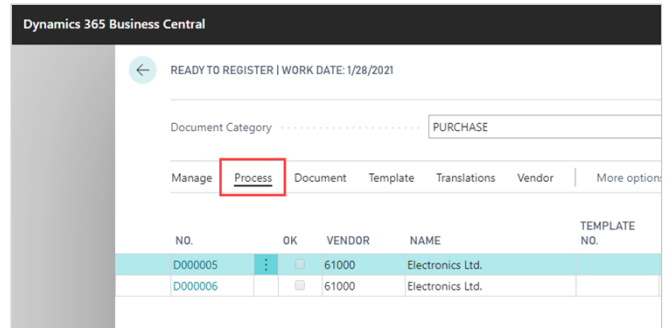 Dynamics 365 Business Central
READY TO REGISTER | WORK DATE: 1/28/2021
Document Category PURCHASE
Manage Process Document Template Translations Vendor More options
TEMPLATE
NO. OK VENDOR NAME NO.
D000005 61000 Electronics Ltd.
D000006 61000 Electronics Ltd.